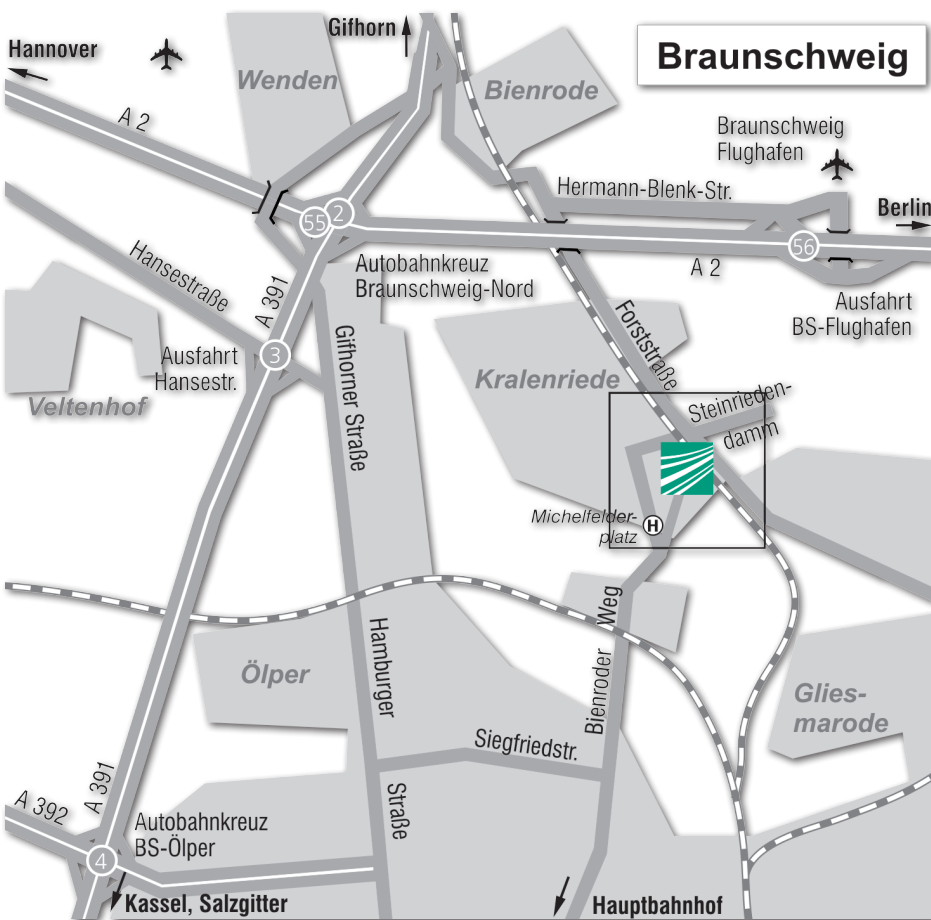 Braunschweig
Hannover
Gifhorn
Wenden
Bienrode
A 2
Braunschweig
Flughafen
Hermann-Blenk-Str.
Berlin
55
2
56
A 2
Hansestraße
A 391
Autobahnkreuz
Braunschweig-Nord
Ausfahrt
BS-Flughafen
3
Ausfahrt
Hansestr.
Gifhorner Straße
Forststraße
Kralenriede
Veltenhof
Steinrieden-
damm
Michelfelder-
platz
H
Weg
Bienroder
Hamburger
Ölper
Glies-
marode
Siegfriedstr.
A 391
A 392
Straße
Autobahnkreuz
BS-Ölper
4
Kassel, Salzgitter
Hauptbahnhof